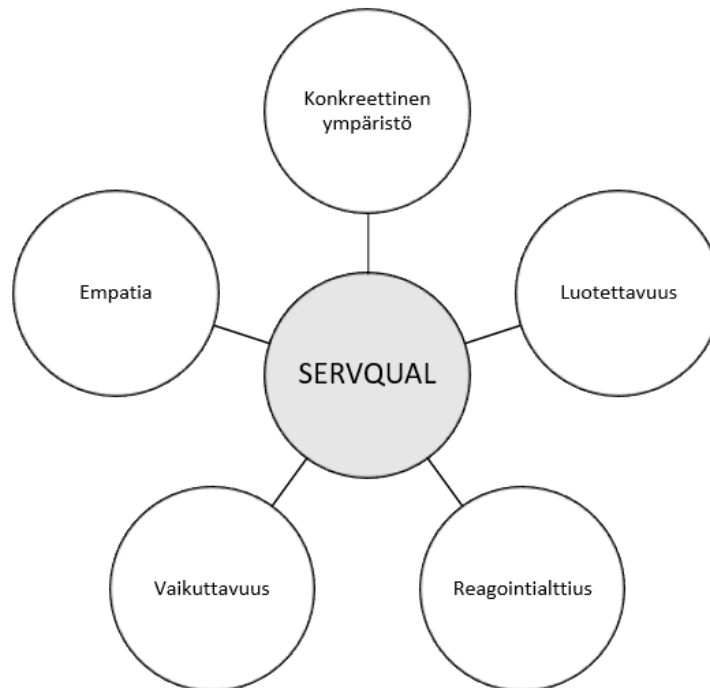 Konkreettinen
ympäristö
Empatia
Luotettavuus
SERVQUAL
Vaikuttavuus
Reagointialttius